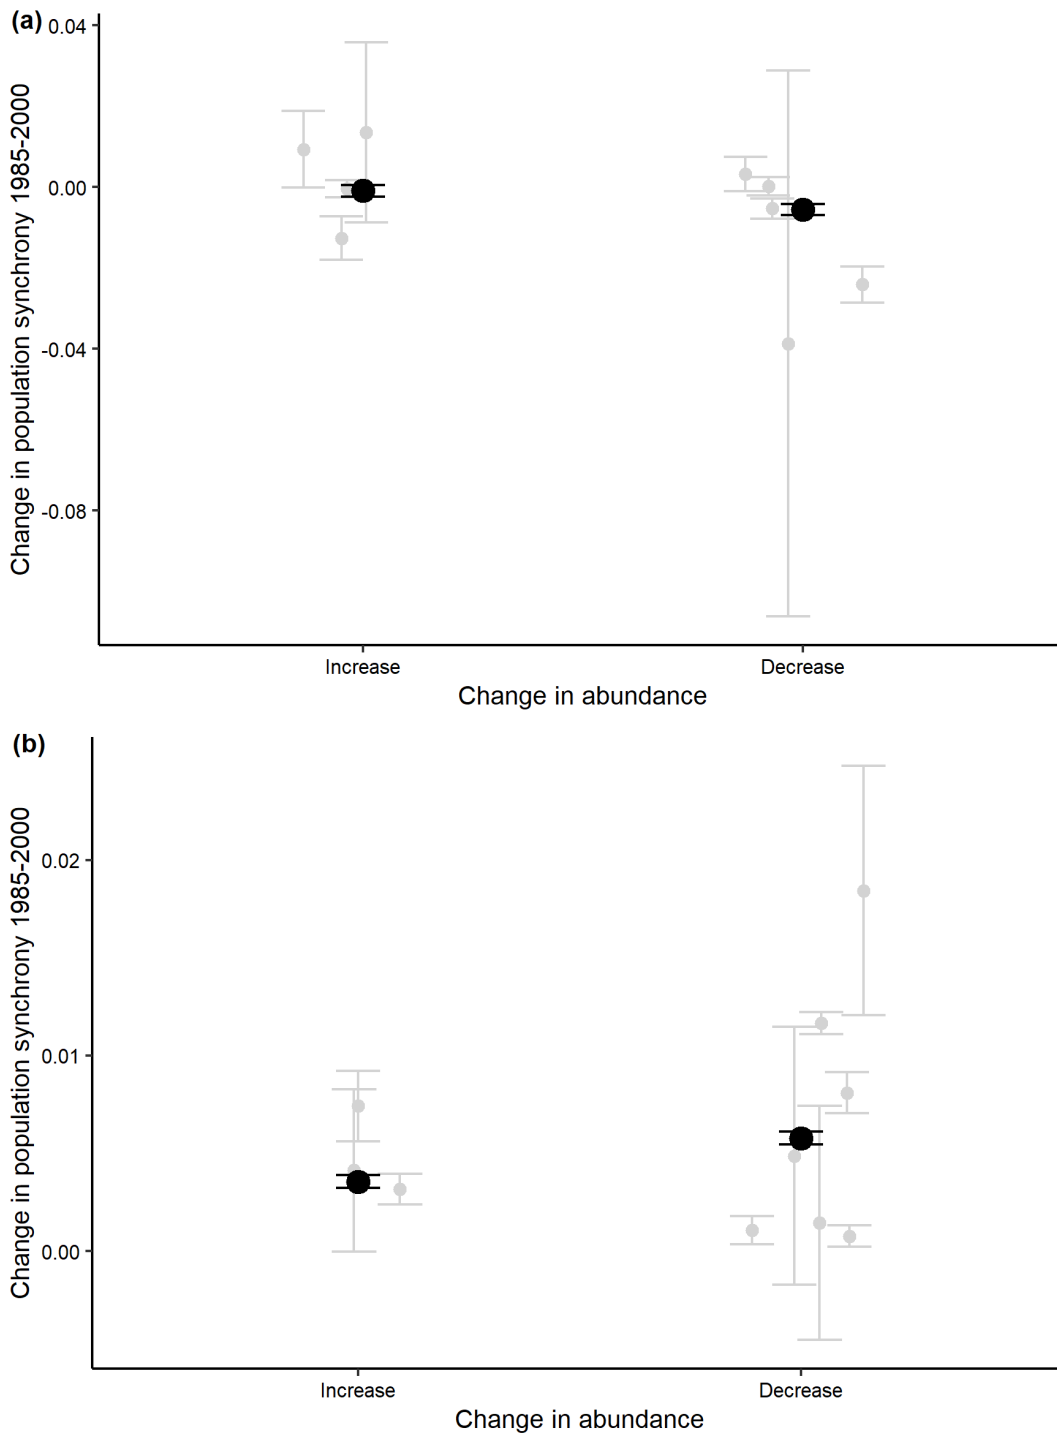 (a)
0.04
0.00
-0.04
-0.08
Change in population synchrony 1985-2000
Increase
Decrease
Change in abundance
(b)
0.02
0.01
0.00
Change in population synchrony 1985-2000
Increase
Decrease
Change in abundance